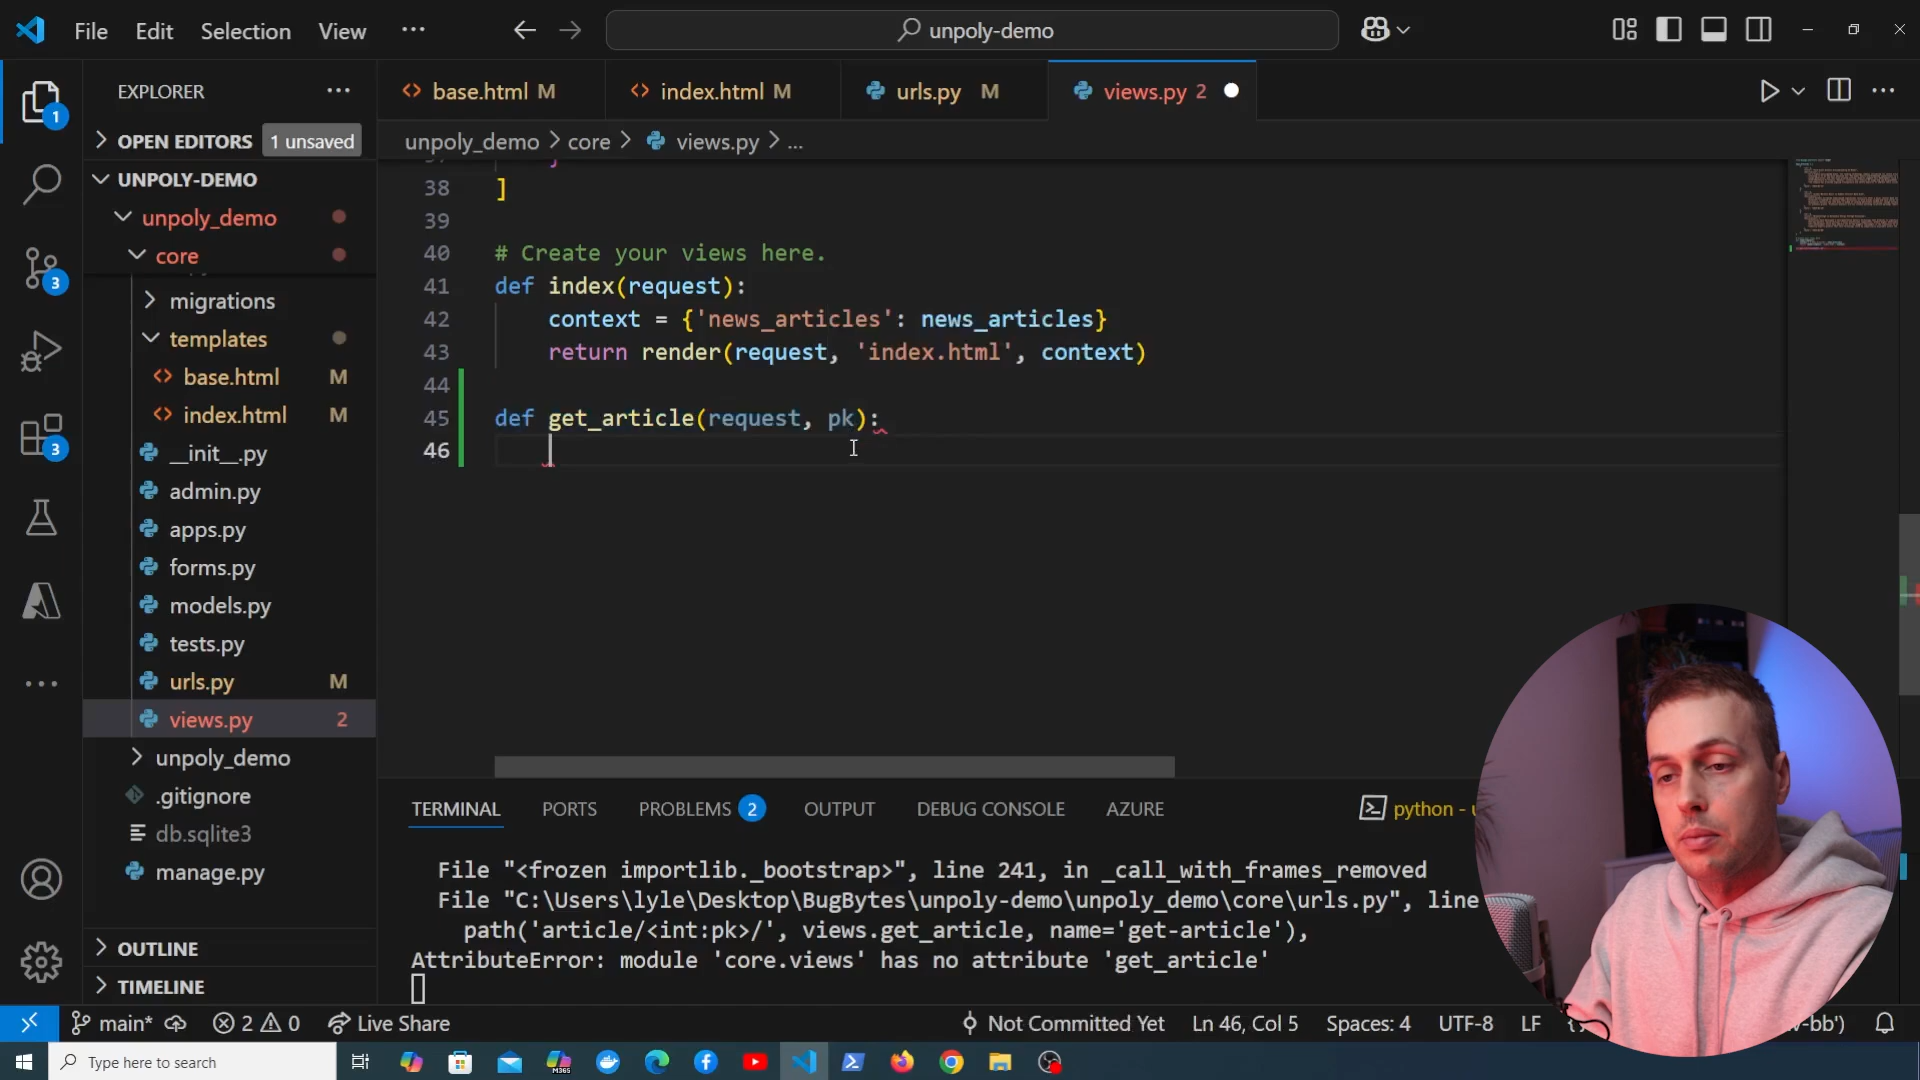 File Edit Selection View ··· unpoly-demo
EXPLORER
base.html M
index.html M
urls.py M
views.py 2
OPEN EDITORS 1 unsaved
unpoly_demo > core > views.py > ...
UNPOLY-DEMO
unpoly_demo
core
migrations
templates
base.html M
index.html M
__init__.py
admin.py
apps.py
forms.py
models.py
tests.py
urls.py M
views.py 2
unpoly_demo
.gitignore
db.sqlite3
manage.py
OUTLINE
TIMELINE
1
3
3
38 ]
39
40 # Create your views here.
41 def index(request):
42 context = {'news_articles': news_articles}
43 return render(request, 'index.html', context)
44
45 def get_article(request, pk):
46
TERMINAL PORTS PROBLEMS 2 OUTPUT DEBUG CONSOLE AZURE
python -
File "<frozen importlib._bootstrap>", line 241, in _call_with_frames_removed
File "C:\Users\lyle\Desktop\BugBytes\unpoly-demo\unpoly_demo\core\urls.py", line
path('article/<int:pk>/', views.get_article, name='get-article'),
AttributeError: module 'core.views' has no attribute 'get_article'
main* 2 0 Live Share Not Committed Yet Ln 46, Col 5 Spaces: 4 UTF-8 LF
Type here to search